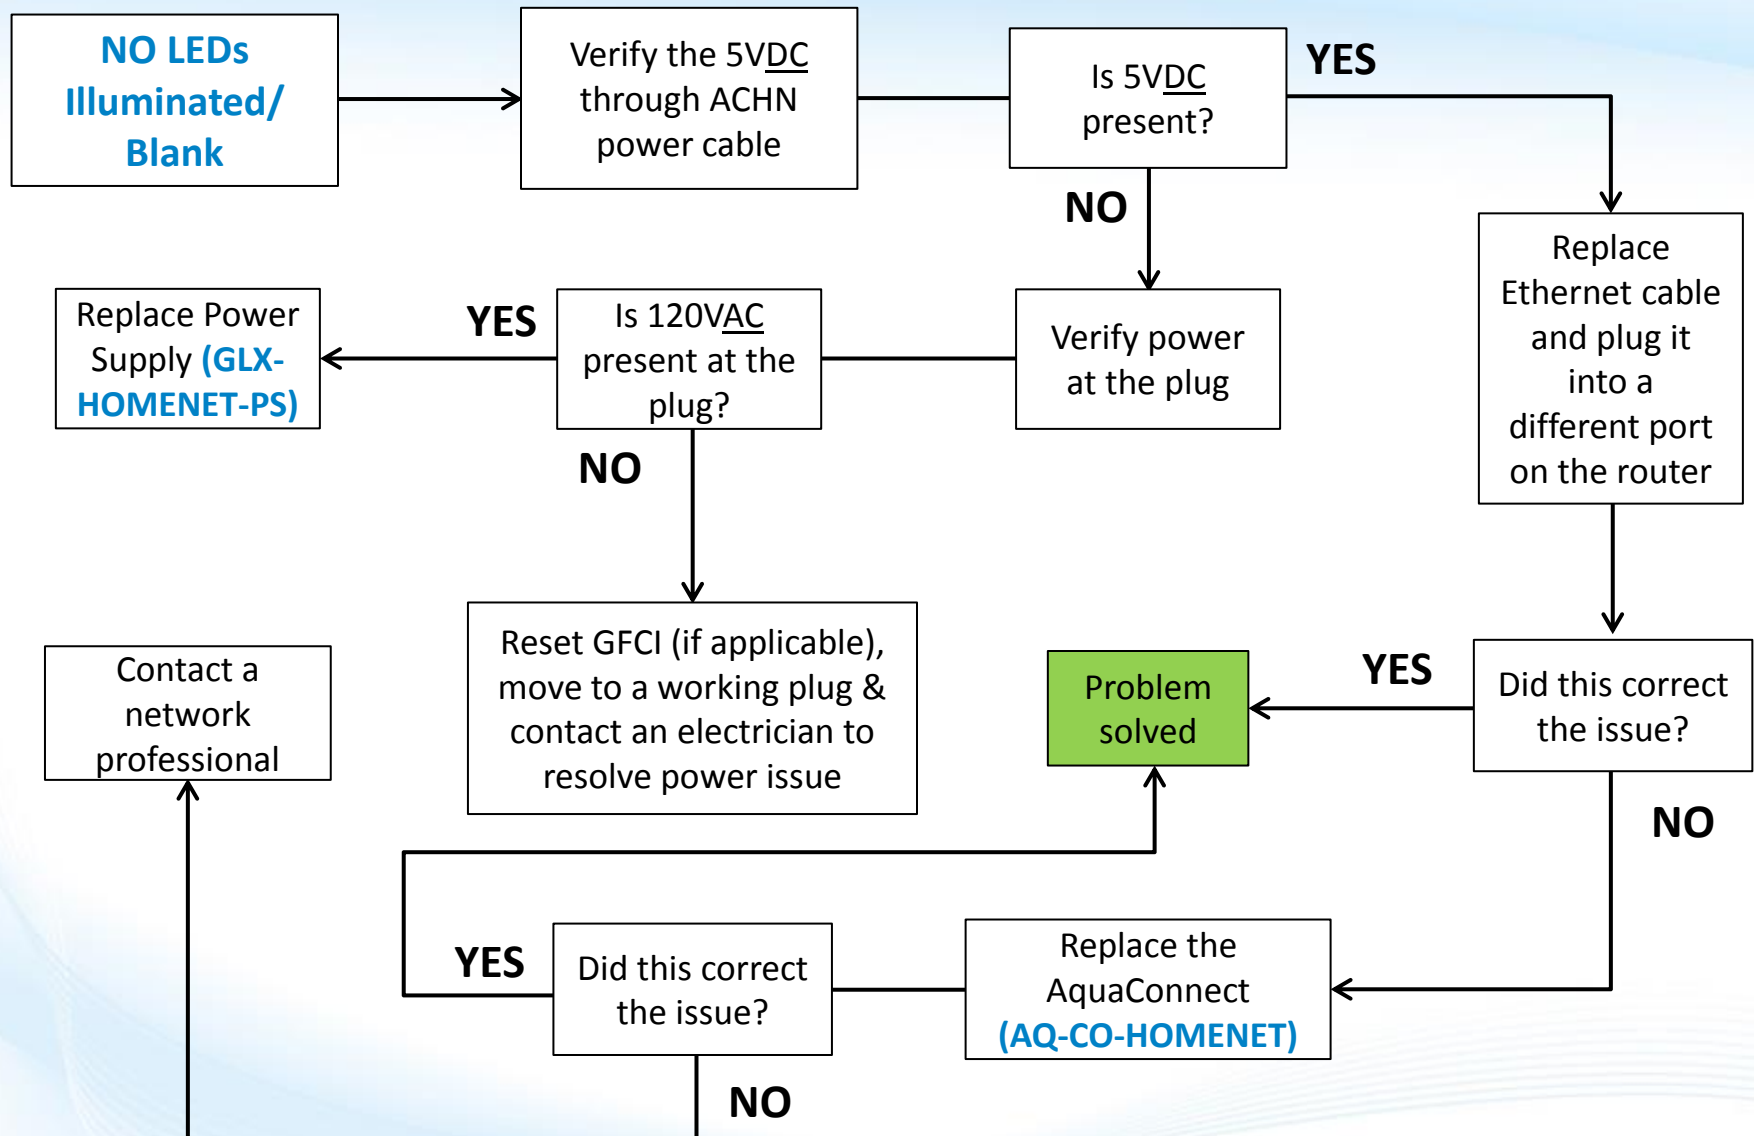 NO LEDs
Illuminated/
Blank
Verify the 5VDC
through ACHN
power cable
Is 5VDC
present?
YES
NO
Replace
Ethernet cable
and plug it
into a
different port
on the router
Verify power
at the plug
Is 120VAC
present at the
plug?
YES
Replace Power
Supply (GLX-
HOMENET-PS)
NO
Reset GFCI (if applicable),
move to a working plug &
contact an electrician to
resolve power issue
Did this correct
the issue?
YES
Problem
solved
NO
Replace the
AquaConnect
(AQ-CO-HOMENET)
Did this correct
the issue?
YES
NO
Contact a
network
professional